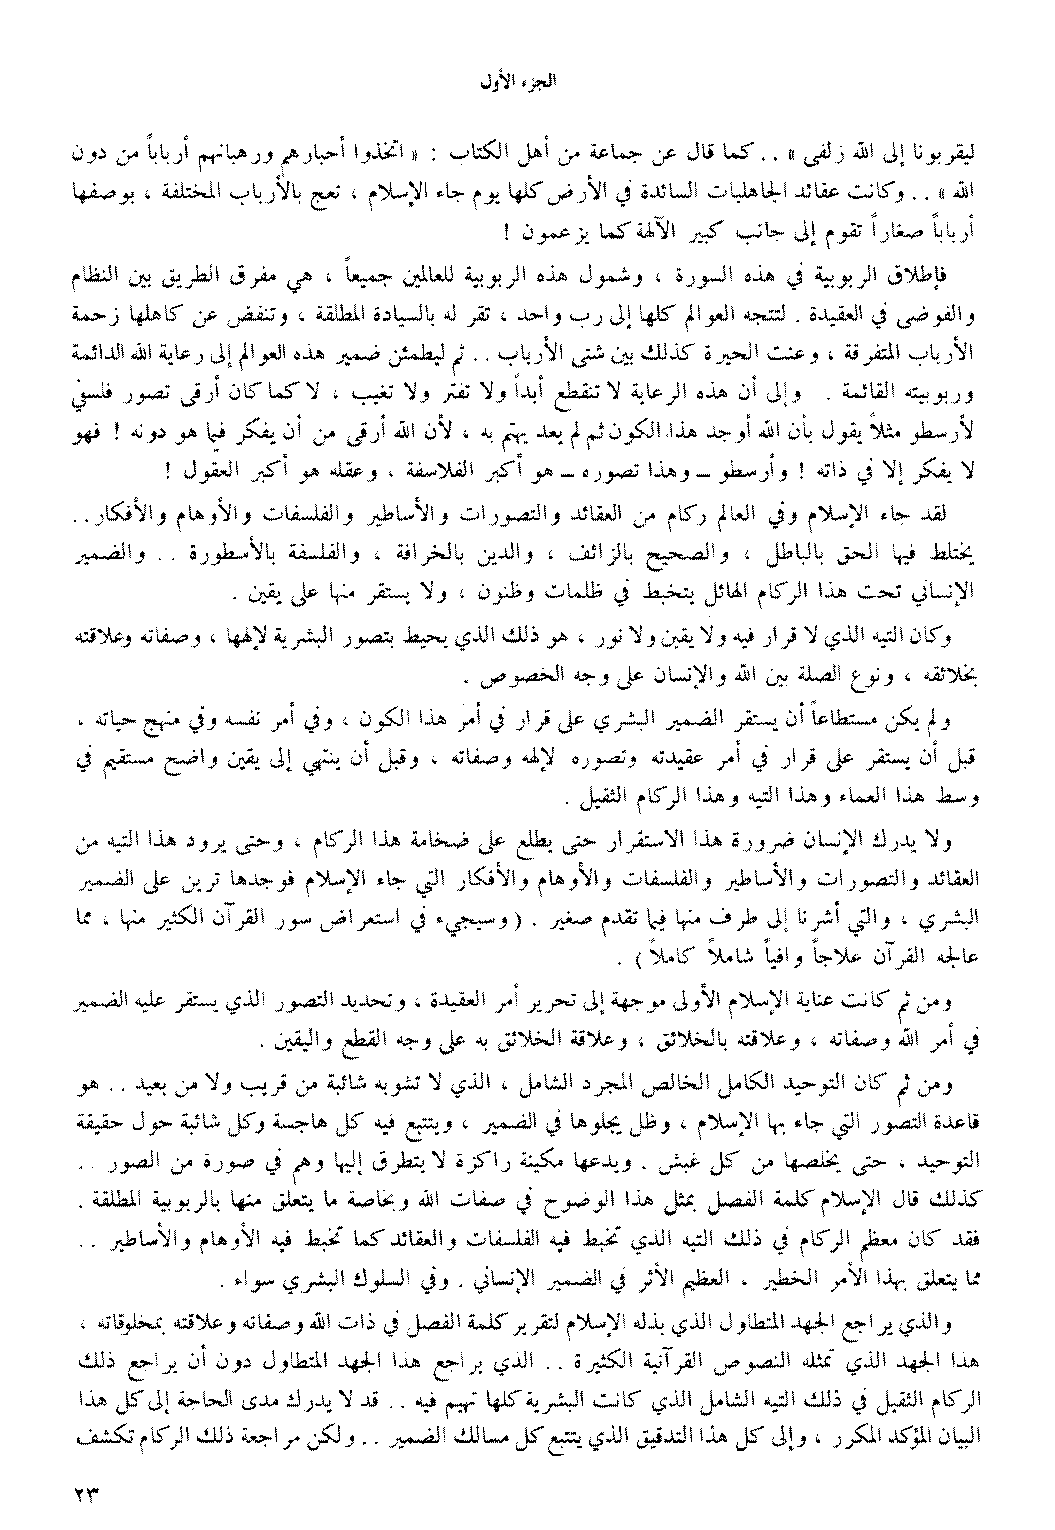 الجزء الأول
ليقربونا إلى الله زلفى » .. كما قال عن جماعة من أهل الكتاب : « اتخذوا أحبارهم ورهبانهم أرباباً من دون
الله » .. وكانت عقائد الجاهليات السائدة في الأرض كلها يوم جاء الإسلام ، تعج بالأرباب المختلفة ، بوصفها
أرباباً صغاراً تقوم إلى جانب كبير الآلهة كما يزعمون !
فإطلاق الربوبية في هذه السورة ، وشمول هذه الربوبية للعالمين جميعاً ، هي مفرق الطريق بين النظام
والفوضى في العقيدة . لتتجه العوالم كلها إلى رب واحد ، تقر له بالسيادة المطلقة ، وتنفض عن كاهلها زحمة
الأرباب المتفرقة ، وعنت الحيرة كذلك بين شتى الأرباب .. ثم ليطمئن ضمير هذه العوالم إلى رعاية الله الدائمة
وربوبيته القائمة . وإلى أن هذه الرعاية لا تنقطع أبداً ولا تفتر ولا تغيب ، لا كما كان أرقى تصور فلسفي
لأرسطو مثلاً يقول بأن الله أوجد هذا الكون ثم لم يعد يهتم به ، لأن الله أرقى من أن يفكر فيما هو دونه ! فهو
لا يفكر إلا في ذاته ! وأرسطو – وهذا تصوره – هو أكبر الفلاسفة ، وعقله هو أكبر العقول !
لقد جاء الإسلام وفي العالم ركام من العقائد والتصورات والأساطير والفلسفات والأوهام والأفكار..
يختلط فيها الحق بالباطل ، والصحيح بالزائف ، والدين بالخرافة ، والفلسفة بالأسطورة .. والضمير
الإنساني تحت هذا الركام الهائل يتخبط في ظلمات وظنون ، ولا يستقر منها على يقين .
وكان التيه الذي لا قرار فيه ولا يقين ولا نور ، هو ذلك الذي يحيط بتصور البشرية لإلهها ، وصفاته وعلاقته
بخلائقه ، ونوع الصلة بين الله والإنسان على وجه الخصوص .
ولم يكن مستطاعاً أن يستقر الضمير البشري على قرار في أمر هذا الكون ، وفي أمر نفسه وفي منهج حياته ،
قبل أن يستقر على قرار في أمر عقيدته وتصوره لإلهه وصفاته ، وقبل أن ينتهي إلى يقين واضح مستقيم في
وسط هذا العماء وهذا التيه وهذا الركام الثقيل .
ولا يدرك الإنسان ضرورة هذا الاستقرار حتى يطلع على ضخامة هذا الركام ، وحتى يرود هذا التيه من
العقائد والتصورات والأساطير والفلسفات والأوهام والأفكار التي جاء الإسلام فوجدها ترين على الضمير
البشري ، والتي أشرنا إلى طرف منها فيما تقدم صغير . ( وسيجيء في استعراض سور القرآن الكثير منها ، مما
عالجه القرآن علاجاً وافياً شاملاً كاملاً ) .
ومن ثم كانت عناية الإسلام الأولى موجهة إلى تحرير أمر العقيدة ، وتحديد التصور الذي يستقر عليه الضمير
في أمر الله وصفاته ، وعلاقته بالخلائق ، وعلاقة الخلائق به على وجه القطع واليقين .
ومن ثم كان التوحيد الكامل الخالص المجرد الشامل ، الذي لا تشوبه شائبة من قريب ولا من بعيد .. هو
قاعدة التصور التي جاء بها الإسلام ، وظل يجلوها في الضمير ، ويتتبع فيه كل هاجسة وكل شائبة حول حقيقة
التوحيد ، حتى يخلصها من كل غبش . ويدعها مكينة راكزة لا يتطرق إليها وهم في صورة من الصور ..
كذلك قال الإسلام كلمة الفصل بمثل هذا الوضوح في صفات الله وبخاصة ما يتعلق منها بالربوبية المطلقة .
فقد كان معظم الركام في ذلك التيه الذي تخبط فيه الفلسفات والعقائد كما تخبط فيه الأوهام والأساطير ..
مما يتعلق بهذا الأمر الخطير ، العظيم الأثر في الضمير الإنساني . وفي السلوك البشري سواء .
والذي يراجع الجهد المتطاول الذي بذله الإسلام لتقرير كلمة الفصل في ذات الله وصفاته وعلاقته بمخلوقاته ،
هذا الجهد الذي تمثله النصوص القرآنية الكثيرة .. الذي يراجع هذا الجهد المتطاول دون أن يراجع ذلك
الركام الثقيل في ذلك التيه الشامل الذي كانت البشرية كلها تهيم فيه .. قد لا يدرك مدى الحاجة إلى كل هذا
البيان المؤكد المكرر ، وإلى كل هذا التدقيق الذي يتتبع كل مسالك الضمير .. ولكن مراجعة ذلك الركام تكشف
٢٣